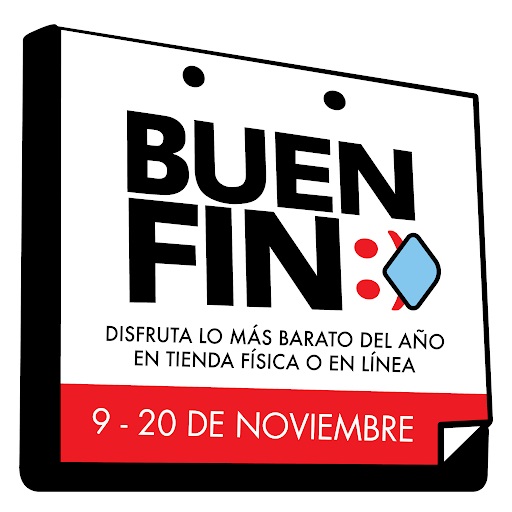 BUEN
FIN:)
DISFRUTA LO MÁS BARATO DEL AÑO
EN TIENDA FÍSICA O EN LÍNEA
9 - 20 DE NOVIEMBRE